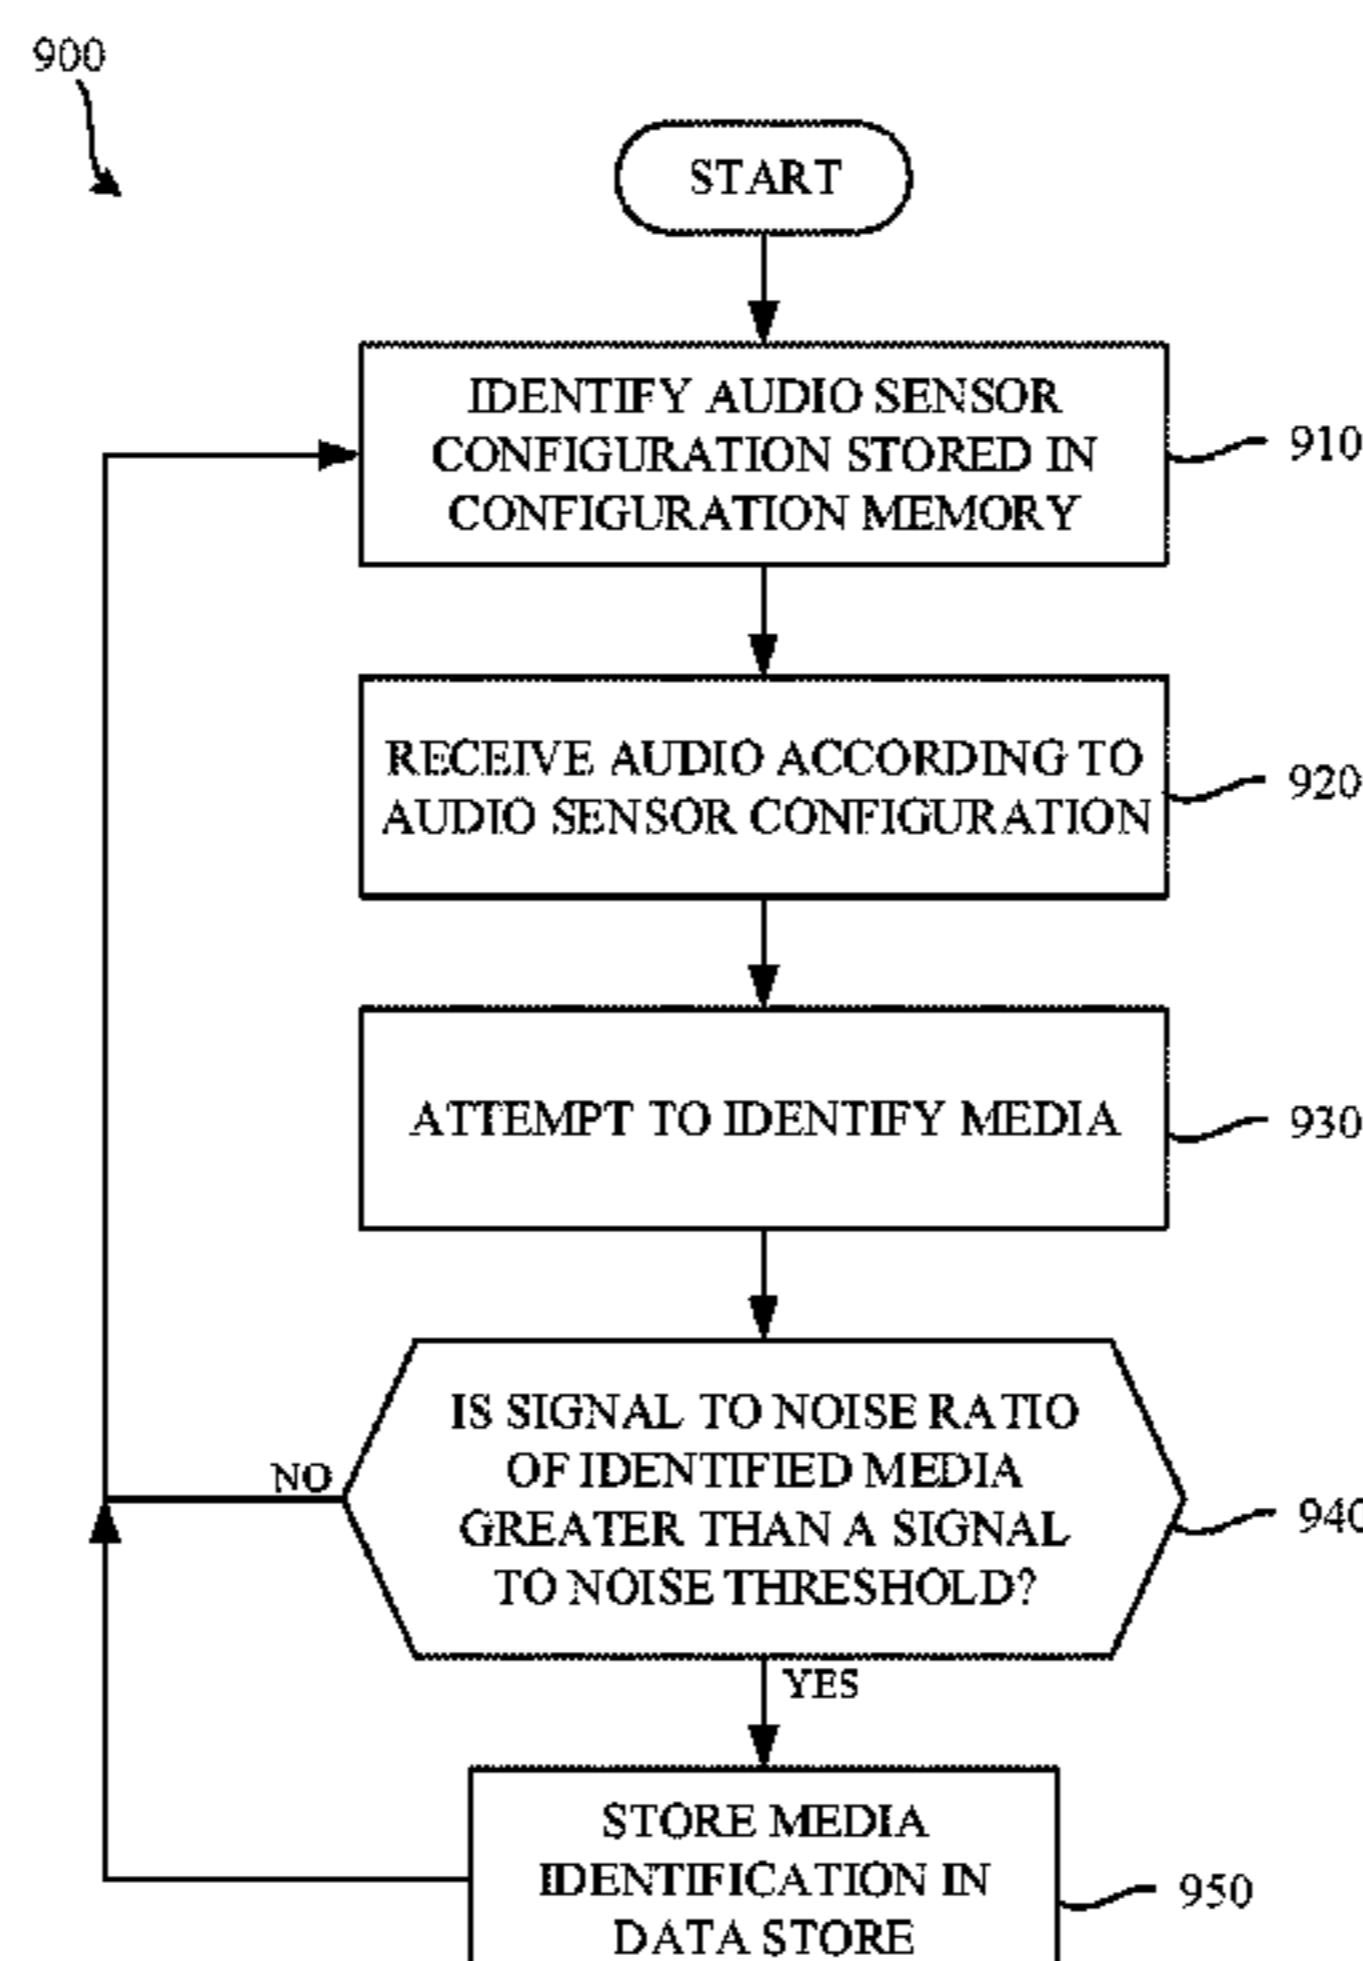 900
START
IDENTIFY AUDIO SENSOR
CONFIGURATION STORED IN
CONFIGURATION MEMORY
910
RECEIVE AUDIO ACCORDING TO
AUDIO SENSOR CONFIGURATION
920
ATTEMPT TO IDENTIFY MEDIA
930
IS SIGNAL TO NOISE RATIO
OF IDENTIFIED MEDIA
GREATER THAN A SIGNAL
TO NOISE THRESHOLD?
940
NO
YES
STORE MEDIA
IDENTIFICATION IN
DATA STORE
950